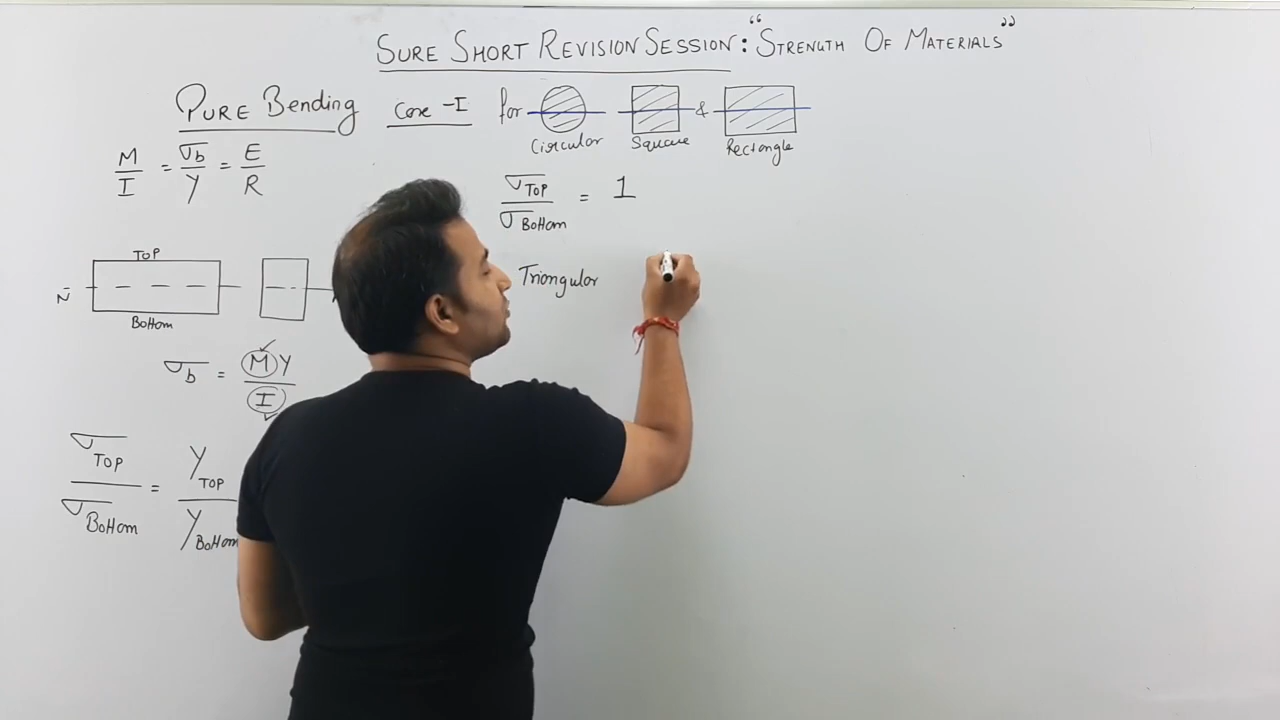 SURE SHORT REVISION SESSION: "STRENGTH OF MATERIALS"
PURE Bending Case -I for & 
Circular Square Rectangle
M/I = σb/Y = E/R
σTOP/σBottom = 1
TOP
Triangular
N
Bottom
σb = MY/I
σTOP/σBottom = YTOP/YBottom